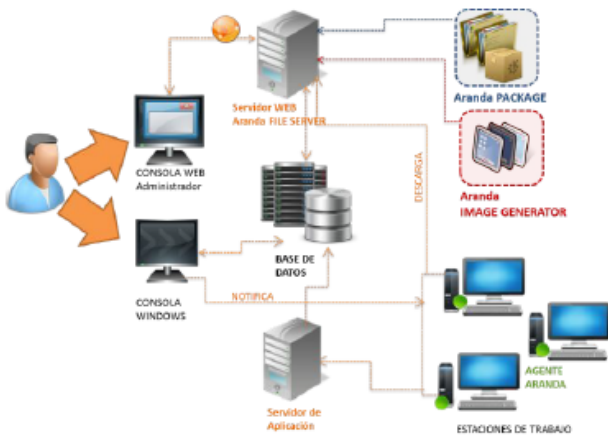 Servidor WEB
Aranda FILE SERVER
Aranda PACKAGE
CONSOLA WEB
Administrador
Aranda
IMAGE GENERATOR
DESCARGA
BASE DE
DATOS
CONSOLA
WINDOWS
NOTIFICA
AGENTE
ARANDA
Servidor de
Aplicación
ESTACIONES DE TRABAJO